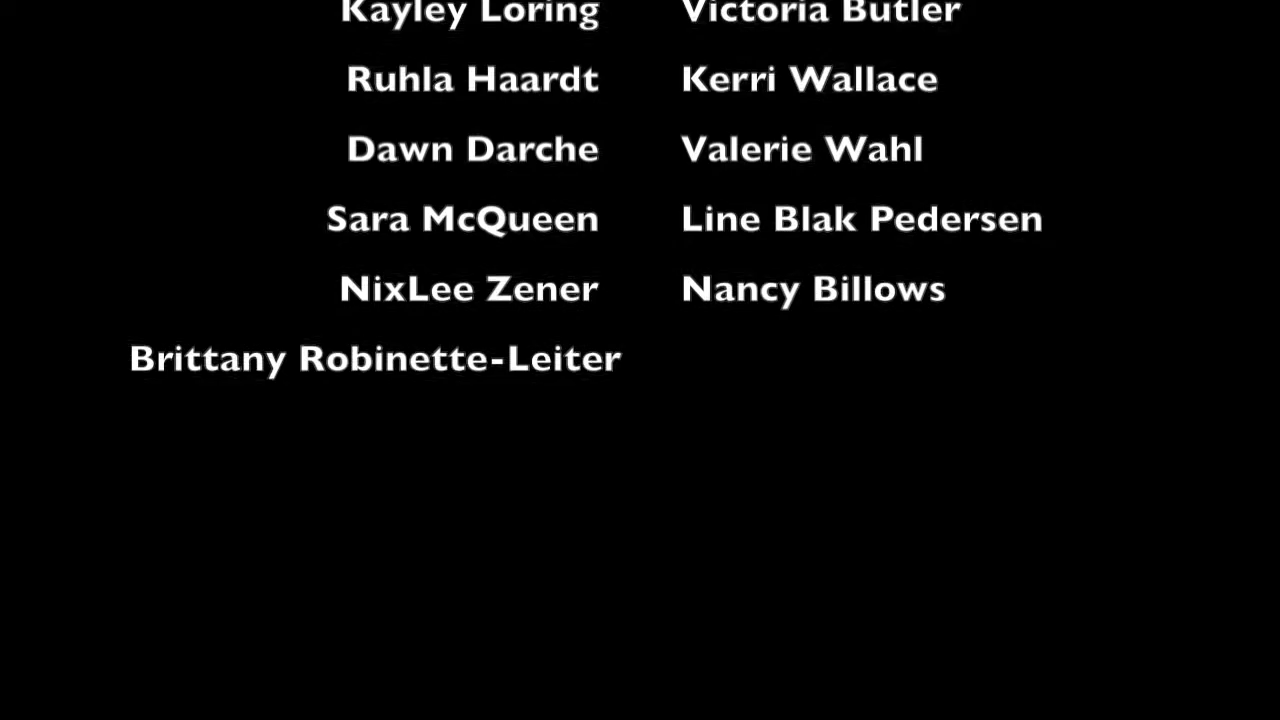 Kayley Loring Victoria Butler
Ruhla Haardt Kerri Wallace
Dawn Darche Valerie Wahl
Sara McQueen Line Blak Pedersen
NixLee Zener Nancy Billows
Brittany Robinette-Leiter